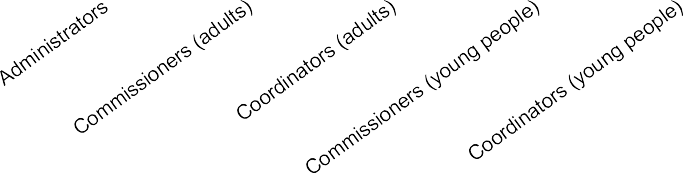 Administrators
Commissioners (adults)
Coordinators (adults)
Commissioners (young people)
Coordinators (young people)